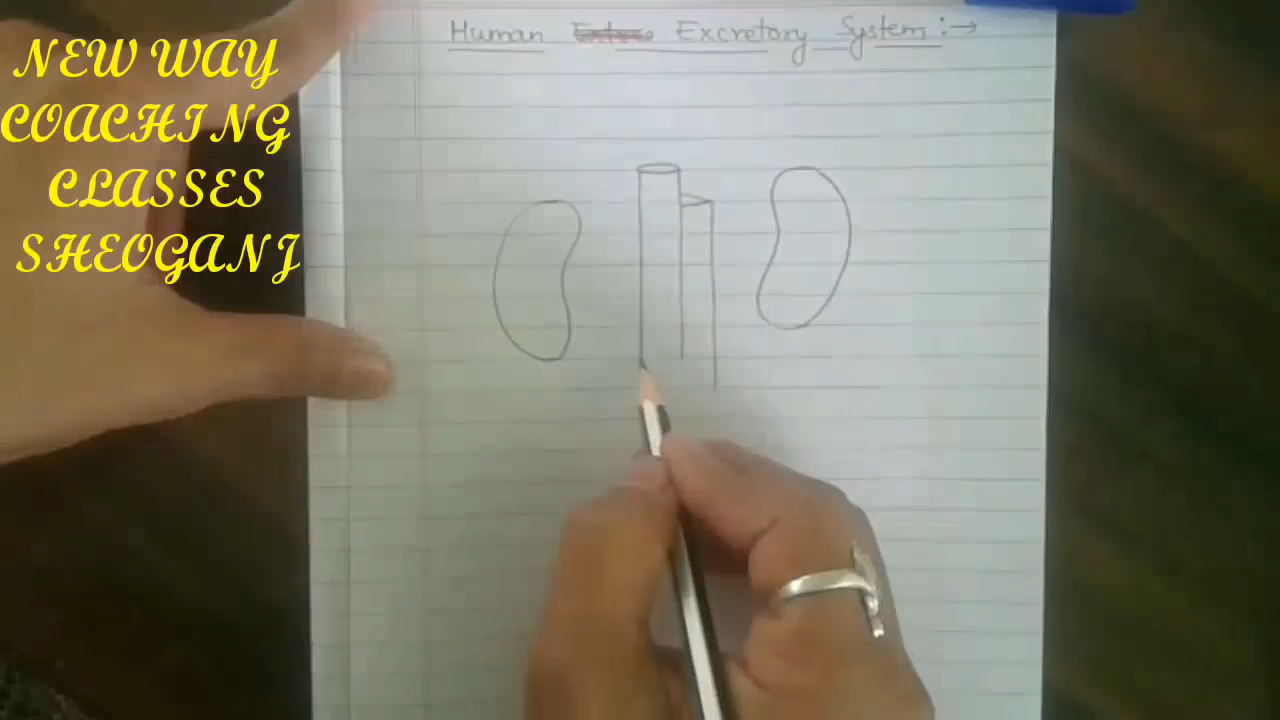 Human Excretory System :→
NEW WAY
COACHING
CLASSES
SHEOGANJ